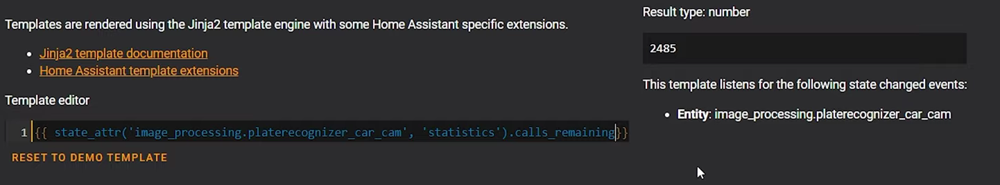 Templates are rendered using the Jinja2 template engine with some Home Assistant specific extensions.
Jinja2 template documentation
Home Assistant template extensions
Template editor
1 {{ state_attr('image_processing.platerecognizer_car_cam', 'statistics').calls_remaining}}
RESET TO DEMO TEMPLATE
Result type: number
2485
This template listens for the following state changed events:
Entity: image_processing.platerecognizer_car_cam